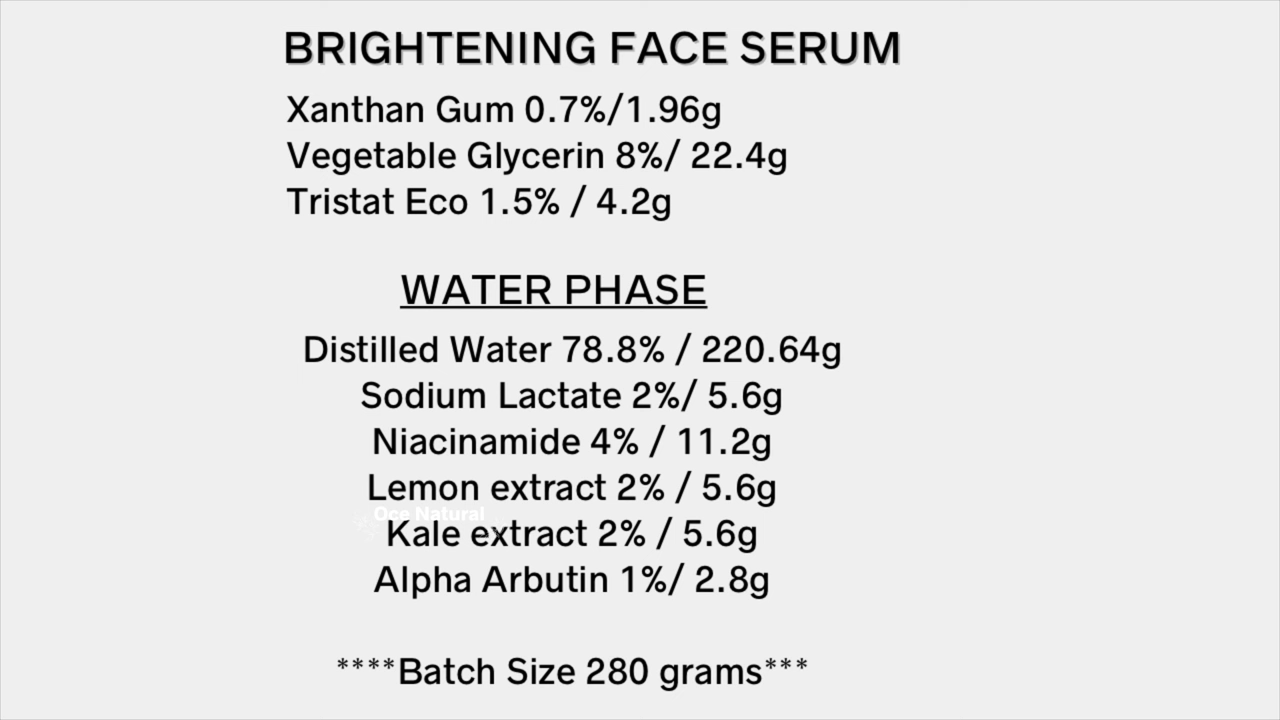 BRIGHTENING FACE SERUM
Xanthan Gum 0.7%/1.96g
Vegetable Glycerin 8%/ 22.4g
Tristat Eco 1.5% / 4.2g
WATER PHASE
Distilled Water 78.8% / 220.64g
Sodium Lactate 2%/ 5.6g
Niacinamide 4% / 11.2g
Lemon extract 2% / 5.6g
Oce Natural
Kale extract 2% / 5.6g
Alpha Arbutin 1%/ 2.8g
****Batch Size 280 grams***